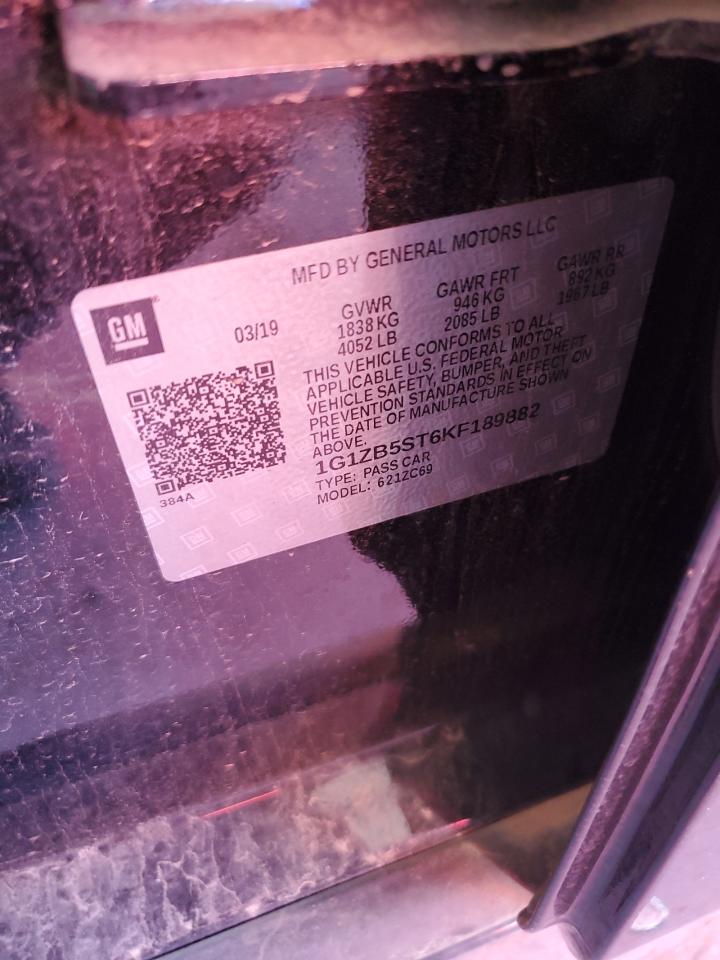 MFD BY GENERAL MOTORS LLC
GM
03/19
GVWR
1838 KG
4052 LB
GAWR FRT
946 KG
2085 LB
GAWR RR
892 KG
1967 LB
THIS VEHICLE CONFORMS TO ALL
APPLICABLE U.S. FEDERAL MOTOR
VEHICLE SAFETY, BUMPER, AND THEFT
PREVENTION STANDARDS IN EFFECT ON
THE DATE OF MANUFACTURE SHOWN
ABOVE.
1G1ZB5ST6KF189882
TYPE: PASS CAR
MODEL: 621ZC69
384A